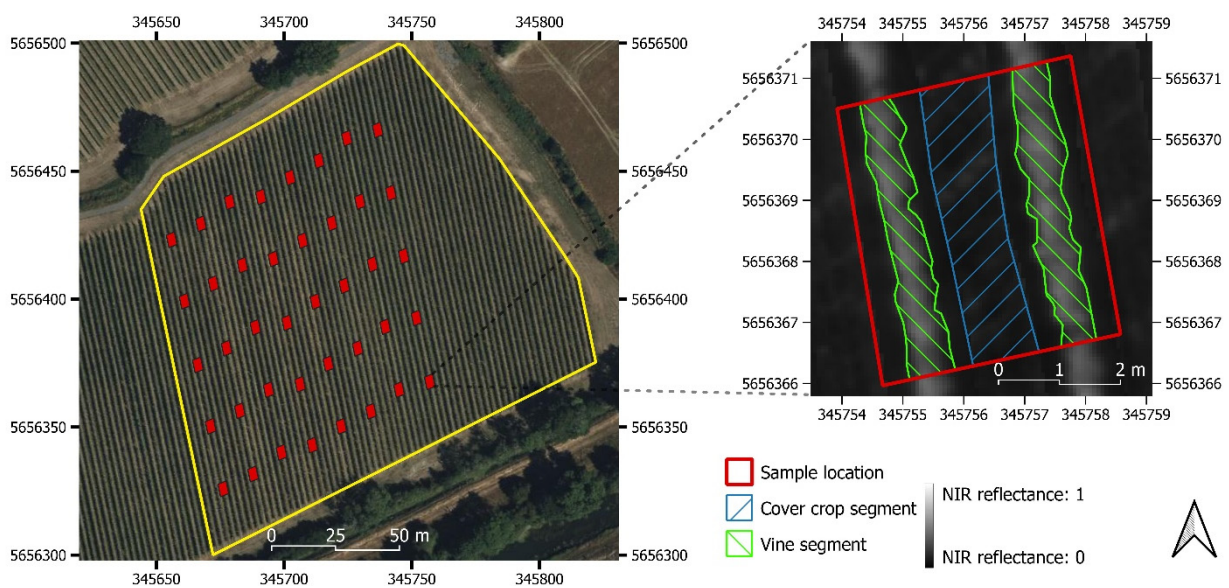 345650 345700 345750 345800
5656500 5656500
5656450 5656450
5656400 5656400
5656350 5656350
5656300 5656300
0 25 50 m
345650 345700 345750 345800
345754 345755 345756 345757 345758 345759
5656371 5656371
5656370 5656370
5656369 5656369
5656368 5656368
5656367 5656367
5656366 5656366
0 1 2 m
345754 345755 345756 345757 345758 345759
Sample location
Cover crop segment
Vine segment
NIR reflectance: 1
NIR reflectance: 0